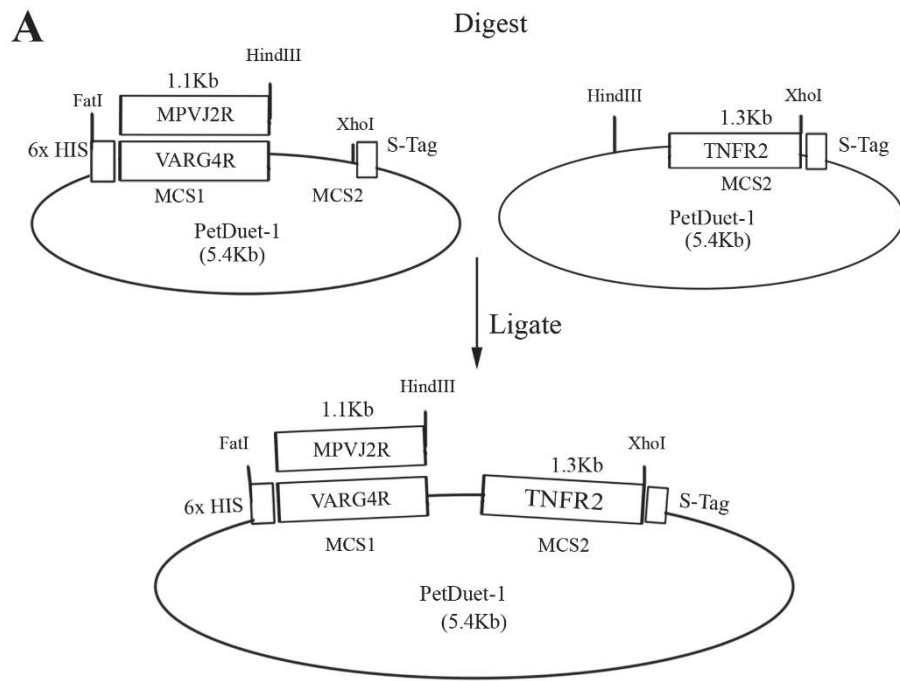 A
Digest
HindIII
1.1Kb
FatI
MPVJ2R
XhoI
6x HIS
VARG4R
S-Tag
MCS1
MCS2
PetDuet-1
(5.4Kb)
HindIII
XhoI
1.3Kb
TNFR2
S-Tag
MCS2
PetDuet-1
(5.4Kb)
Ligate
HindIII
1.1Kb
FatI
MPVJ2R
XhoI
1.3Kb
6x HIS
VARG4R
TNFR2
S-Tag
MCS1
MCS2
PetDuet-1
(5.4Kb)